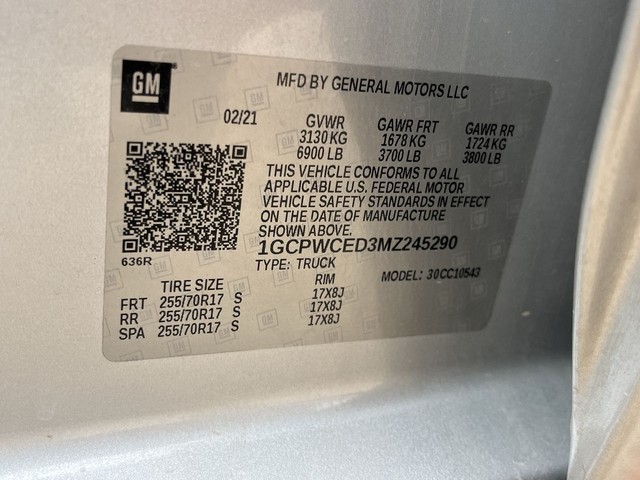 GM
MFD BY GENERAL MOTORS LLC
02/21
GVWR GAWR FRT GAWR RR
3130 KG 1678 KG 1724 KG
6900 LB 3700 LB 3800 LB
THIS VEHICLE CONFORMS TO ALL
APPLICABLE U.S. FEDERAL MOTOR
VEHICLE SAFETY STANDARDS IN EFFECT
ON THE DATE OF MANUFACTURE
SHOWN ABOVE.
1GCPWCED3MZ245290
636R
TYPE: TRUCK MODEL: 30CC10543
TIRE SIZE RIM
FRT 255/70R17 S 17X8J
RR 255/70R17 S 17X8J
SPA 255/70R17 S 17X8J